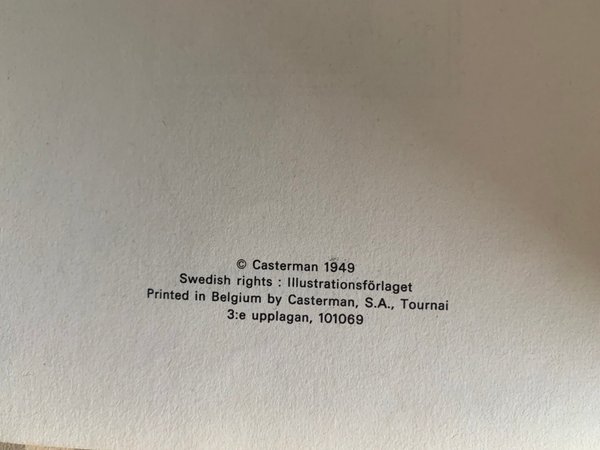 © Casterman 1949
Swedish rights : Illustrationsförlaget
Printed in Belgium by Casterman, S.A., Tournai
3:e upplagan, 101069